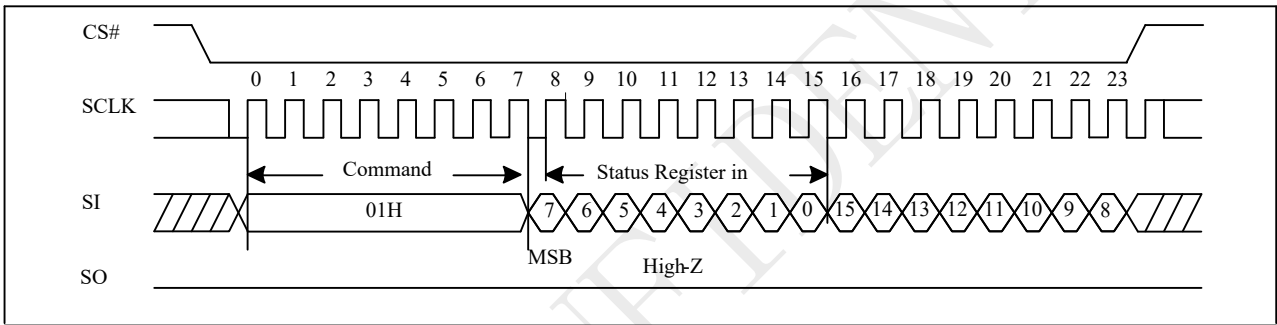 CS#
0 1 2 3 4 5 6 7 8 9 10 11 12 13 14 15 16 17 18 19 20 21 22 23
SCLK
Command Status Register in
SI 01H 7 6 5 4 3 2 1 0 15 14 13 12 11 10 9 8
MSB High-Z
SO